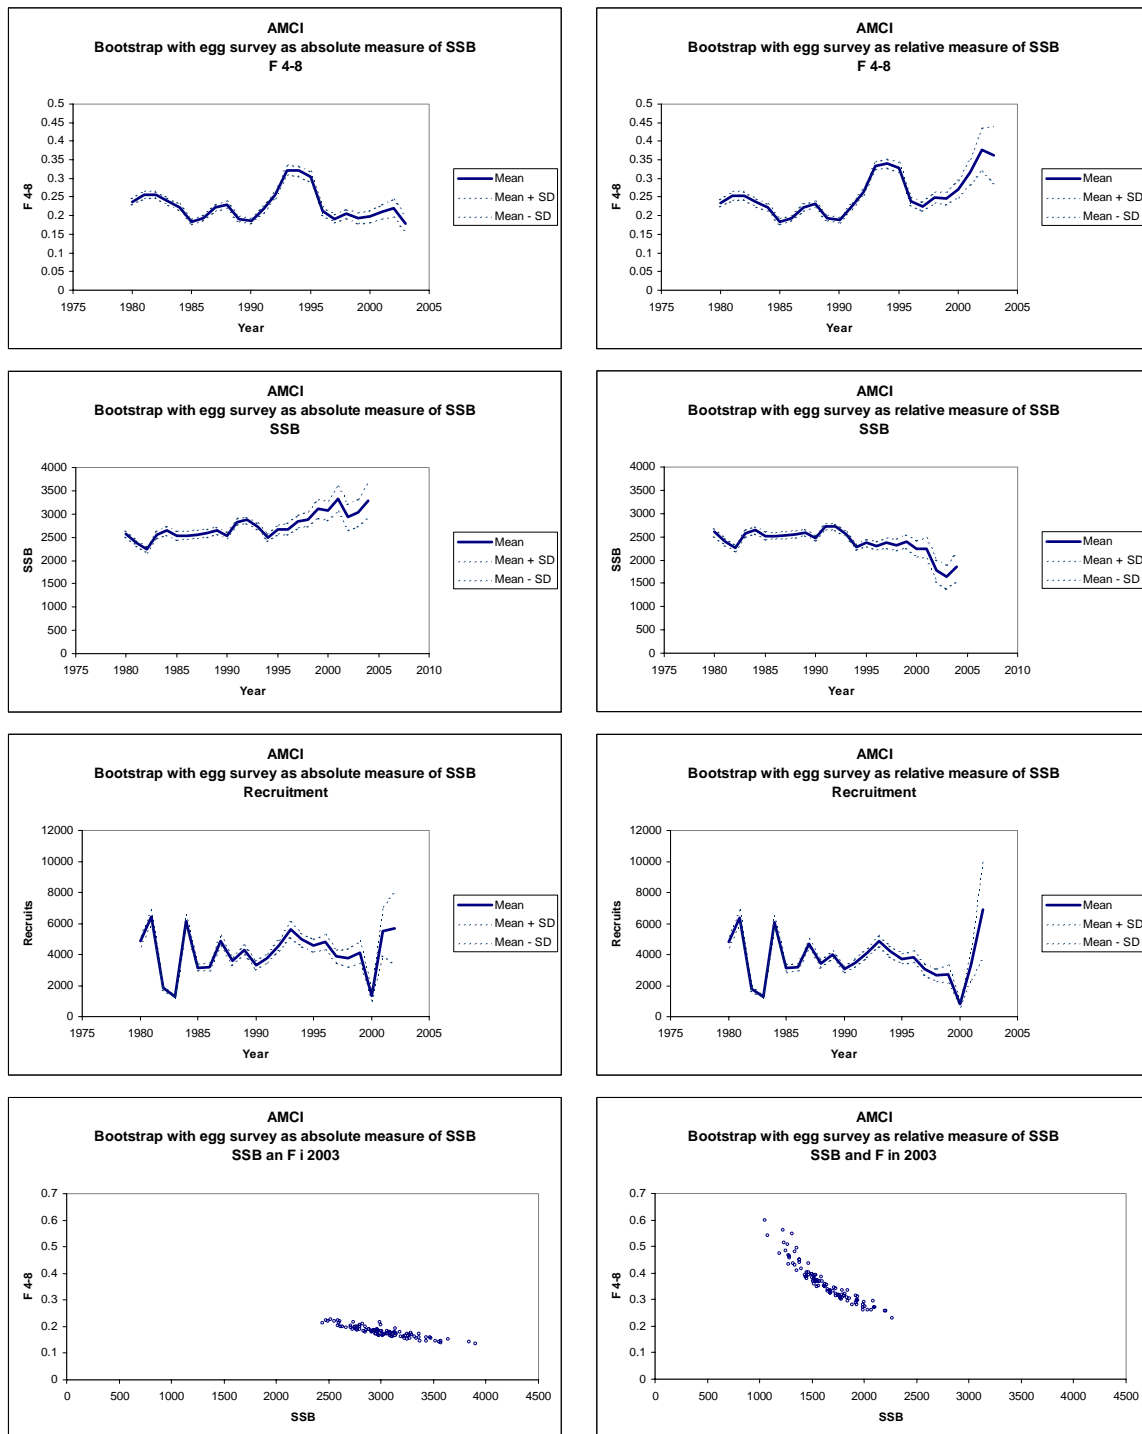 AMCI
Bootstrap with egg survey as absolute measure of SSB
F 4-8
0.5
0.45
0.4
0.35
0.3
0.25
0.2
0.15
0.1
0.05
0
F 4-8
1975 1980 1985 1990 1995 2000 2005
Year
Mean
Mean + SD
Mean - SD
AMCI
Bootstrap with egg survey as relative measure of SSB
F 4-8
0.5
0.45
0.4
0.35
0.3
0.25
0.2
0.15
0.1
0.05
0
F 4-8
1975 1980 1985 1990 1995 2000 2005
Year
Mean
Mean + SD
Mean - SD
AMCI
Bootstrap with egg survey as absolute measure of SSB
SSB
4000
3500
3000
2500
2000
1500
1000
500
0
SSB
1975 1980 1985 1990 1995 2000 2005 2010
Year
Mean
Mean + SD
Mean - SD
AMCI
Bootstrap with egg survey as relative measure of SSB
SSB
4000
3500
3000
2500
2000
1500
1000
500
0
SSB
1975 1980 1985 1990 1995 2000 2005 2010
Year
Mean
Mean + SD
Mean - SD
AMCI
Bootstrap with egg survey as absolute measure of SSB
Recruitment
12000
10000
8000
6000
4000
2000
0
Recruits
1975 1980 1985 1990 1995 2000 2005
Year
Mean
Mean + SD
Mean - SD
AMCI
Bootstrap with egg survey as relative measure of SSB
Recruitment
12000
10000
8000
6000
4000
2000
0
Recruits
1975 1980 1985 1990 1995 2000 2005
Year
Mean
Mean + SD
Mean - SD
AMCI
Bootstrap with egg survey as absolute measure of SSB
SSB an F i 2003
0.7
0.6
0.5
0.4
0.3
0.2
0.1
0
F 4-8
0 500 1000 1500 2000 2500 3000 3500 4000 4500
SSB
AMCI
Bootstrap with egg survey as relative measure of SSB
SSB and F in 2003
0.7
0.6
0.5
0.4
0.3
0.2
0.1
0
F 4-8
0 500 1000 1500 2000 2500 3000 3500 4000 4500
SSB